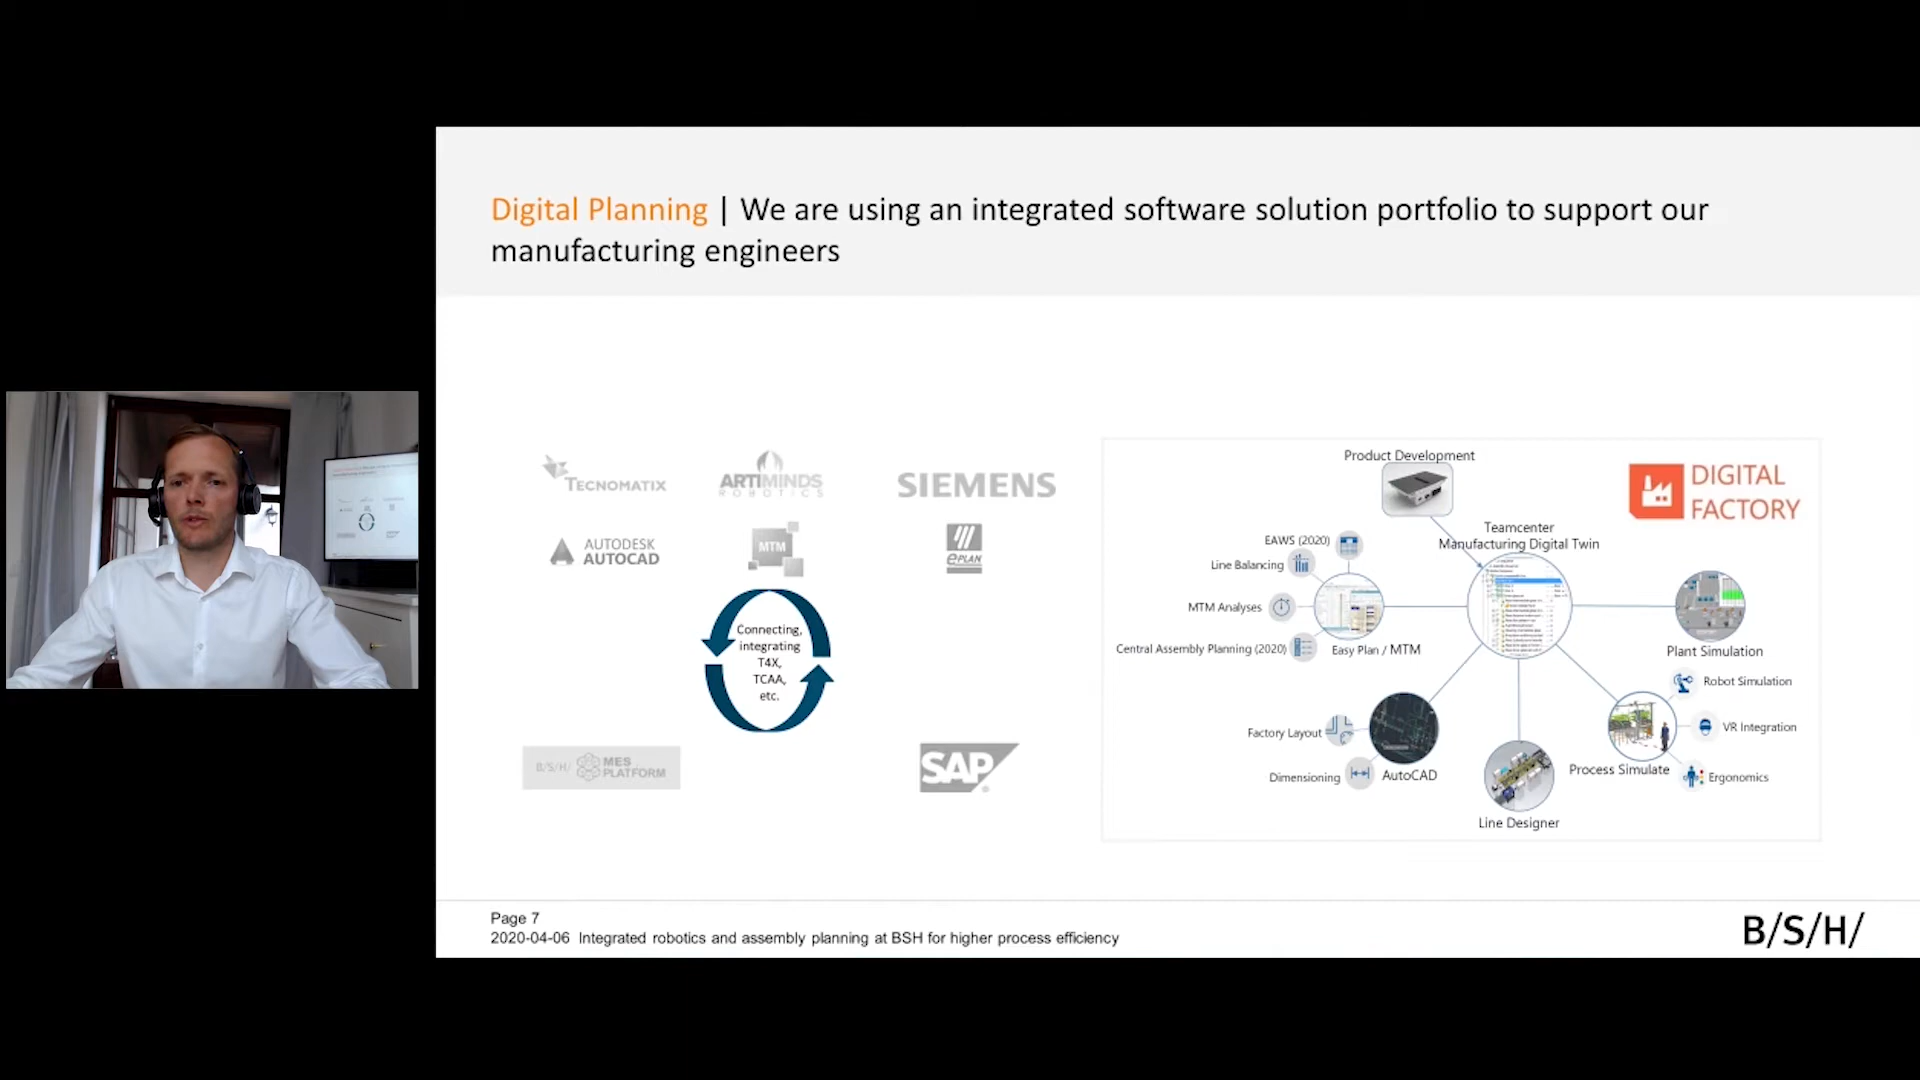 Digital Planning | We are using an integrated software solution portfolio to support our
manufacturing engineers
TECNOMATIX
ARTIMINDS
ROBOTICS
SIEMENS
AUTODESK
AUTOCAD
MTM
ePLAN
Connecting,
integrating
T4X,
TCAA,
etc.
B/S/H/ MES
PLATFORM
SAP
Product Development
DIGITAL
FACTORY
Teamcenter
Manufacturing Digital Twin
EAWS (2020)
Line Balancing
MTM Analyses
Central Assembly Planning (2020)
Easy Plan / MTM
Plant Simulation
Robot Simulation
VR Integration
Process Simulate
Ergonomics
Factory Layout
Dimensioning
AutoCAD
Line Designer
Page 7
2020-04-06 Integrated robotics and assembly planning at BSH for higher process efficiency
B/S/H/